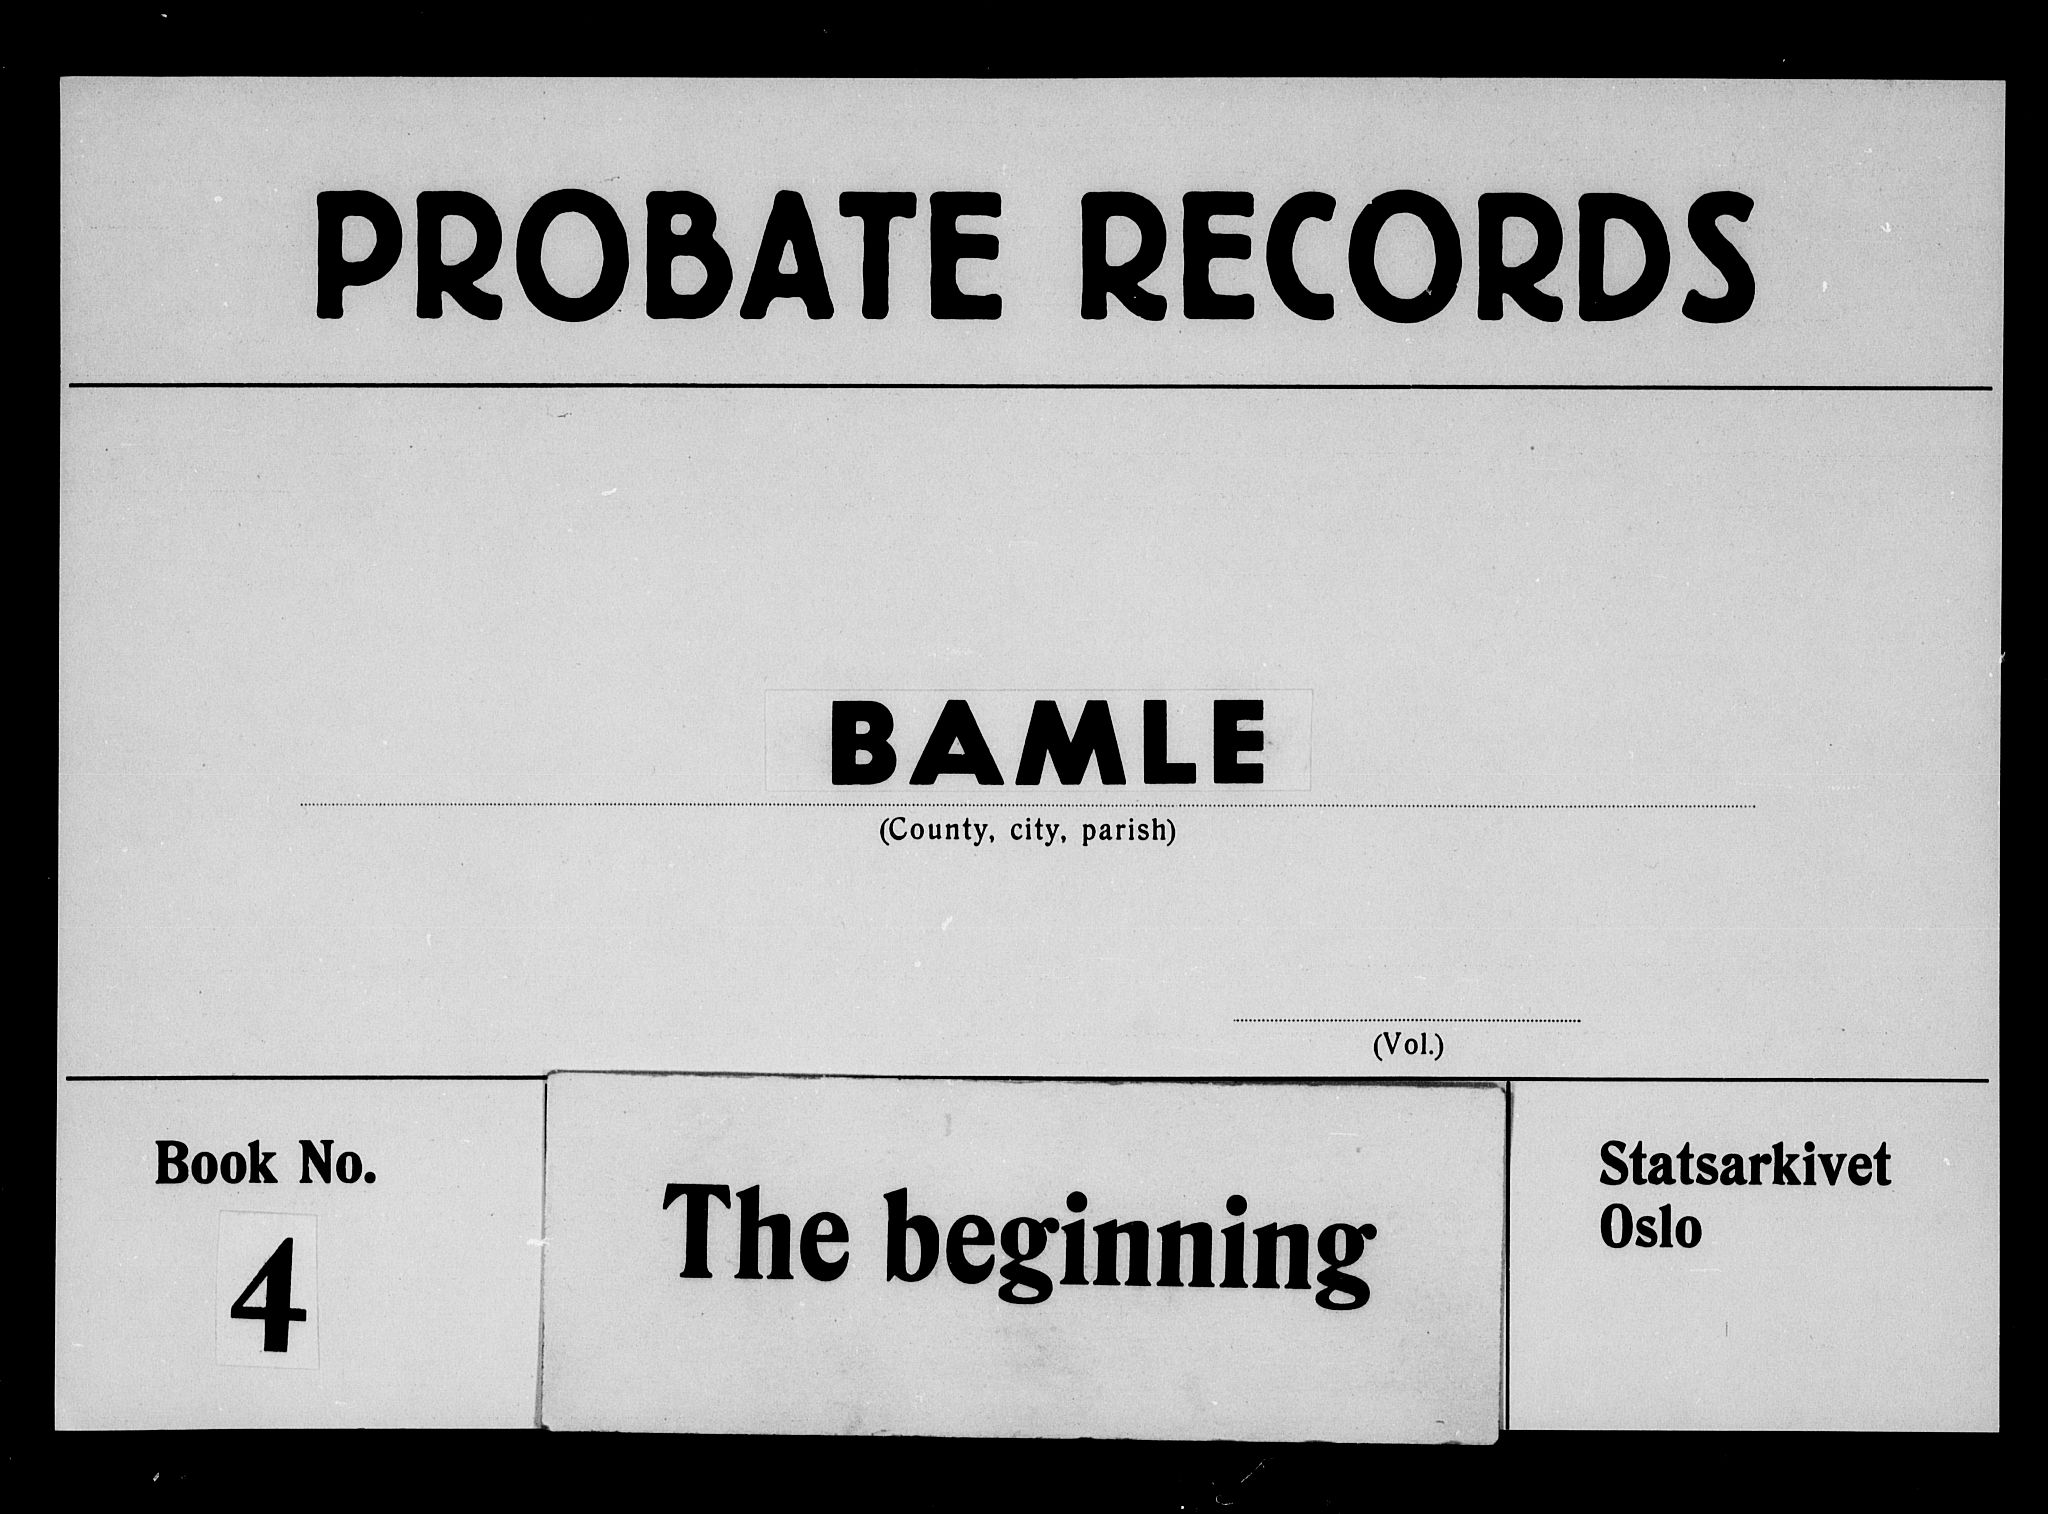 PROBATE RECORDS
BAMLE
(County, city, parish)
(Vol.)
Book No.
4
The beginning
Statsarkivet
Oslo